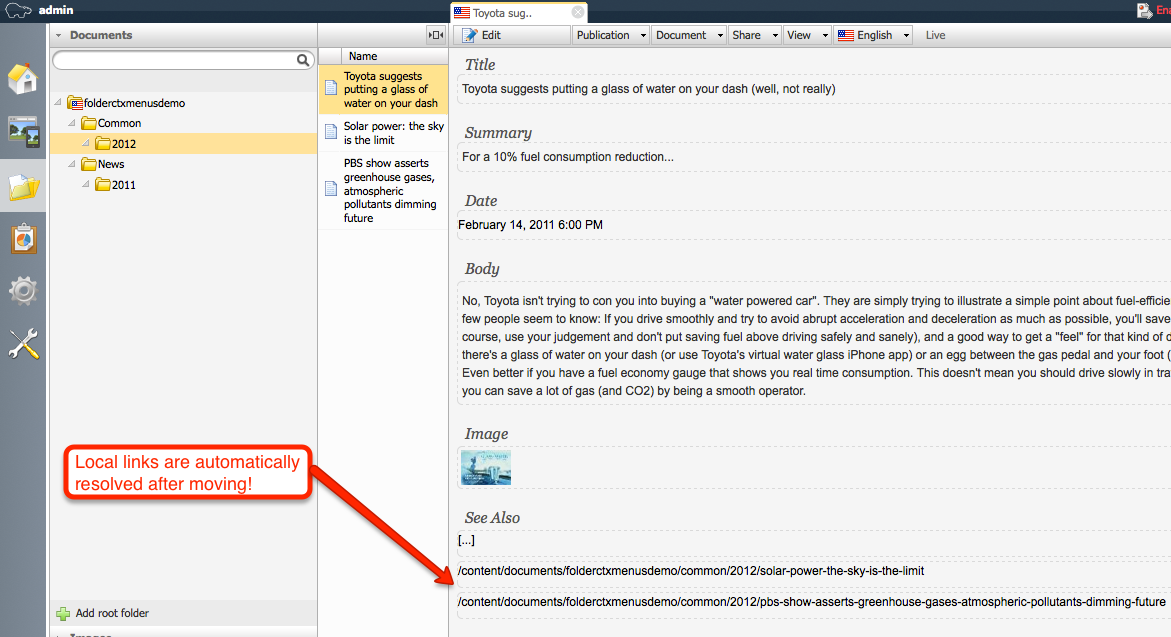 admin
Toyota sug..
En
Documents
Edit
Publication
Document
Share
View
English
Live
Name
folderctxmenusdemo
Common
2012
News
2011
Toyota suggests
putting a glass of
water on your dash
Solar power: the sky
is the limit
PBS show asserts
greenhouse gases,
atmospheric
pollutants dimming
future
Title
Toyota suggests putting a glass of water on your dash (well, not really)
Summary
For a 10% fuel consumption reduction...
Date
February 14, 2011 6:00 PM
Body
No, Toyota isn't trying to con you into buying a "water powered car". They are simply trying to illustrate a simple point about fuel-efficie
few people seem to know: If you drive smoothly and try to avoid abrupt acceleration and deceleration as much as possible, you'll save
course, use your judgement and don't put saving fuel above driving safely and sanely), and a good way to get a "feel" for that kind of d
there's a glass of water on your dash (or use Toyota's virtual water glass iPhone app) or an egg between the gas pedal and your foot (
Even better if you have a fuel economy gauge that shows you real time consumption. This doesn't mean you should drive slowly in tra
you can save a lot of gas (and CO2) by being a smooth operator.
Image
Local links are automatically
resolved after moving!
See Also
[...]
/content/documents/folderctxmenusdemo/common/2012/solar-power-the-sky-is-the-limit
/content/documents/folderctxmenusdemo/common/2012/pbs-show-asserts-greenhouse-gases-atmospheric-pollutants-dimming-future
Add root folder
Images